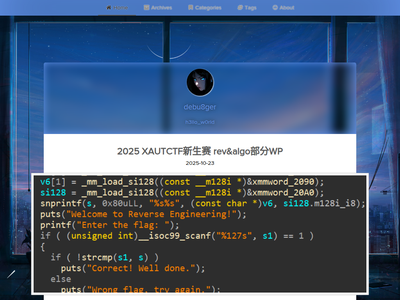 Archives
Categories
Tags
About
debu8ger
2025 XAUTCTF新生赛 rev&algo部分WP
2025-10-23
v6[1] = _mm_load_si128((const __m128i *)&xmmword_2090);
si128 = _mm_load_si128((const __m128i *)&xmmword_20A0);
snprintf(s, 0x80uLL, "%s%s", (const char *)v6, si128.m128i_i8);
puts("Welcome to Reverse Engineering!");
printf("Enter the flag: ");
if ( (unsigned int)__isoc99_scanf("%127s", s1) == 1 )
{
if ( !strcmp(s1, s) )
puts("Correct! Well done.");
else
puts("Wrong flag, try again.");